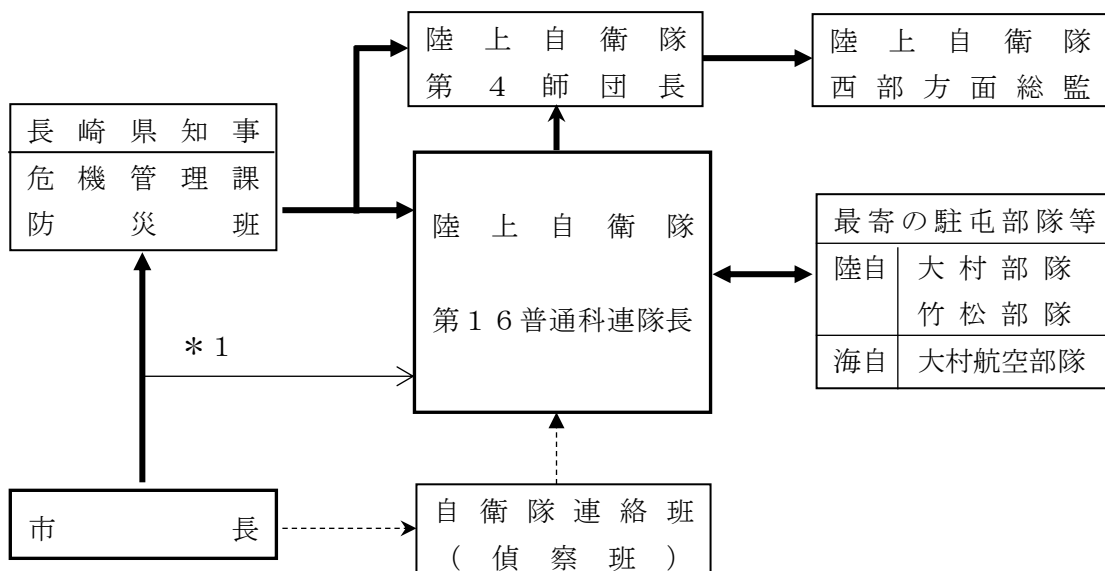 陸上自衛隊
第４師団長
陸上自衛隊
西部方面総監
長崎県知事
危機管理課
防災班
陸上自衛隊
第１６普通科連隊長
最寄の駐屯部隊等
陸自 大村部隊
竹松部隊
海自 大村航空部隊
＊１
市長
自衛隊連絡班
（偵察班）